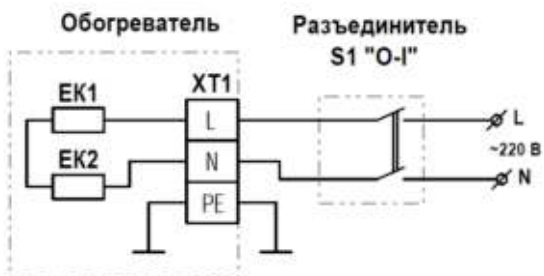 Обогреватель
Разъединитель
S1 "O-I"
EK1
XT1
L
L
~220 В
EK2
N
N
PE